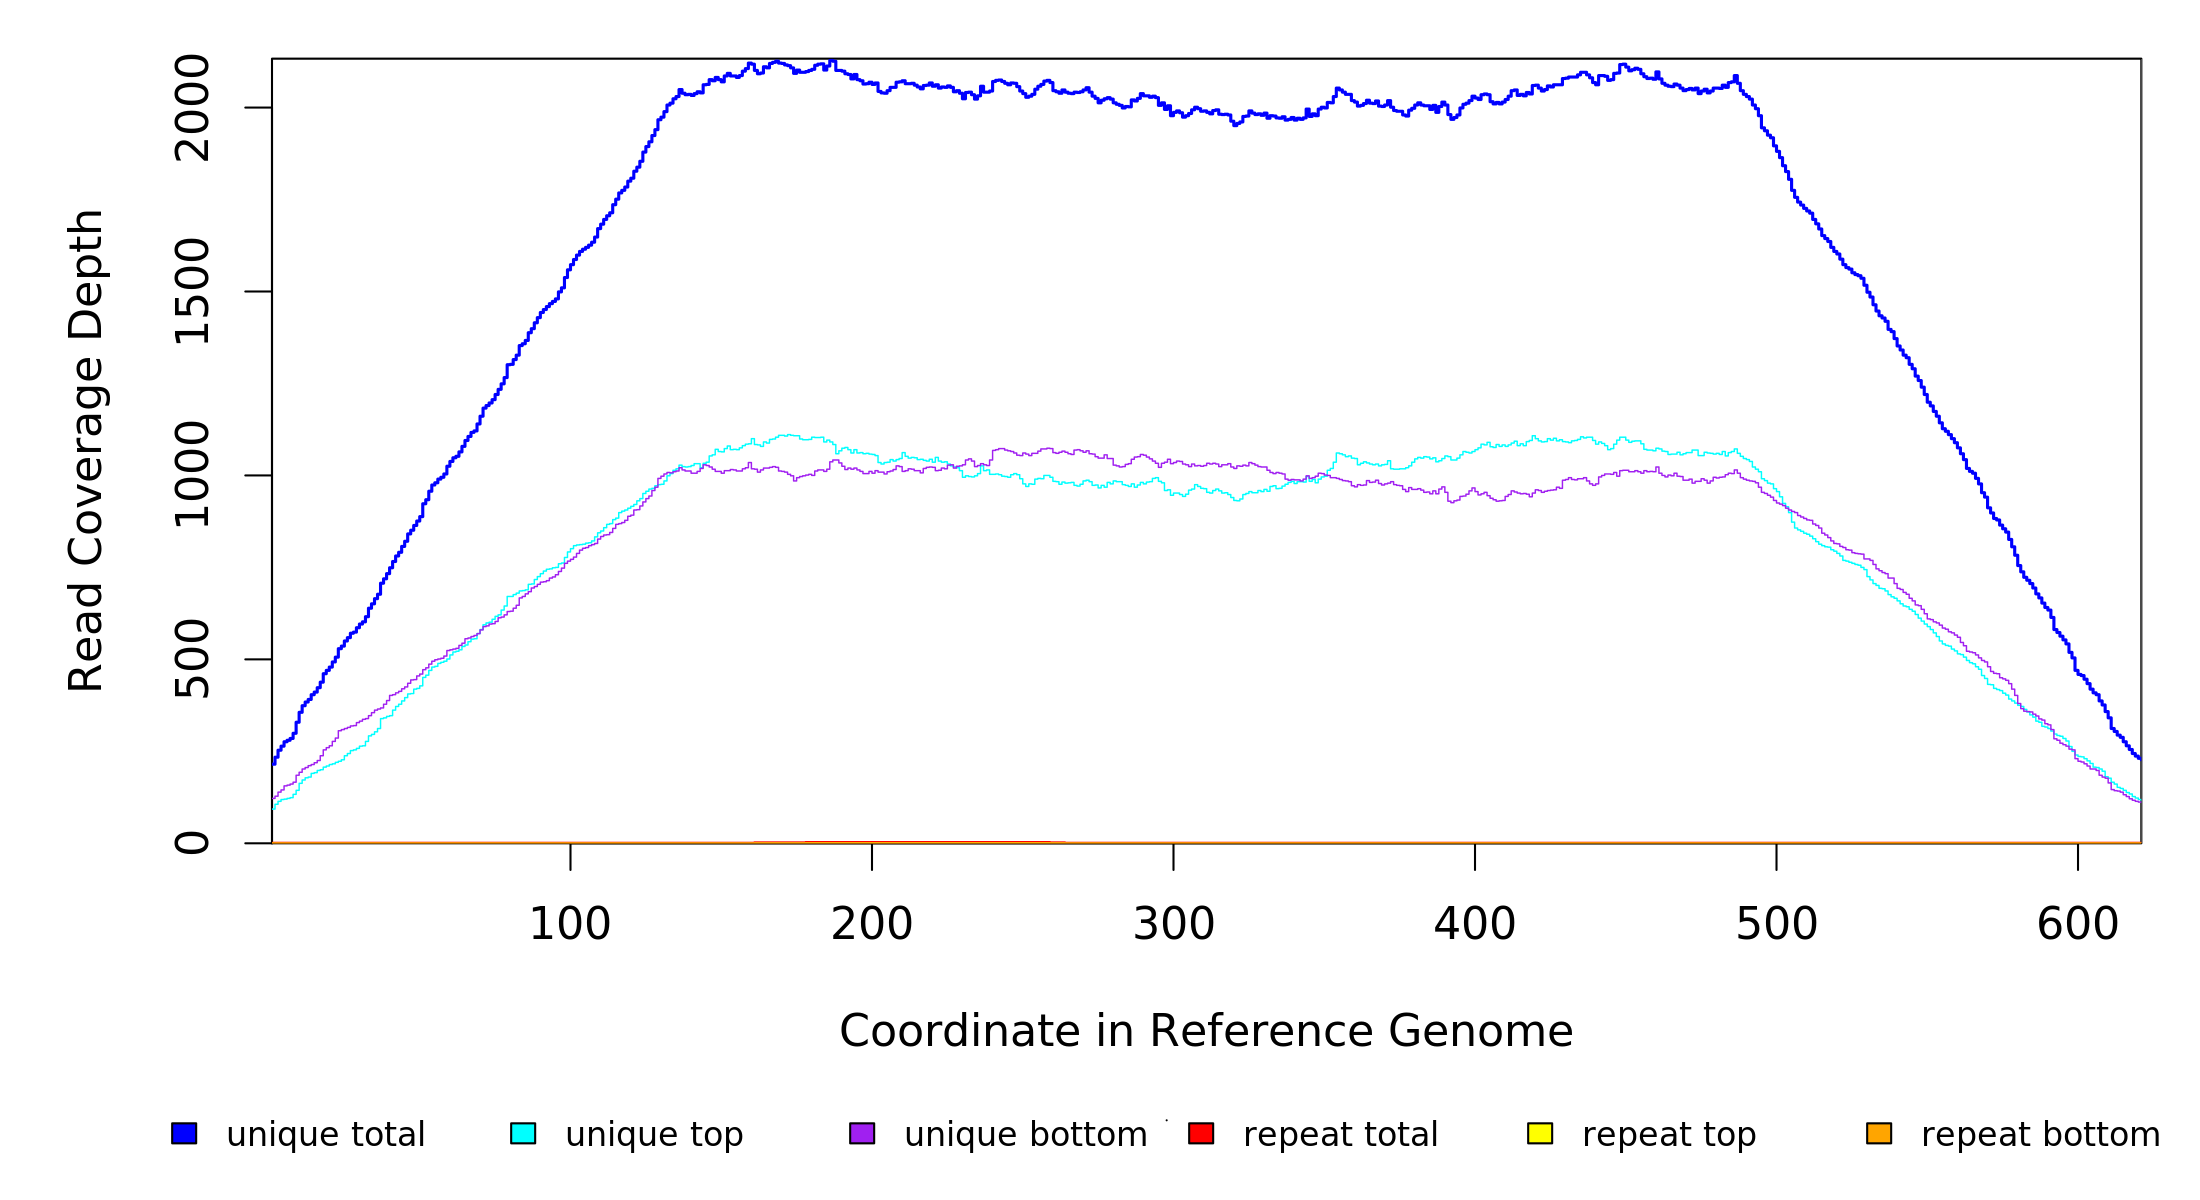 Read Coverage Depth
2000
1500
1000
500
0
100 200 300 400 500 600
Coordinate in Reference Genome
unique total unique top unique bottom repeat total repeat top repeat bottom